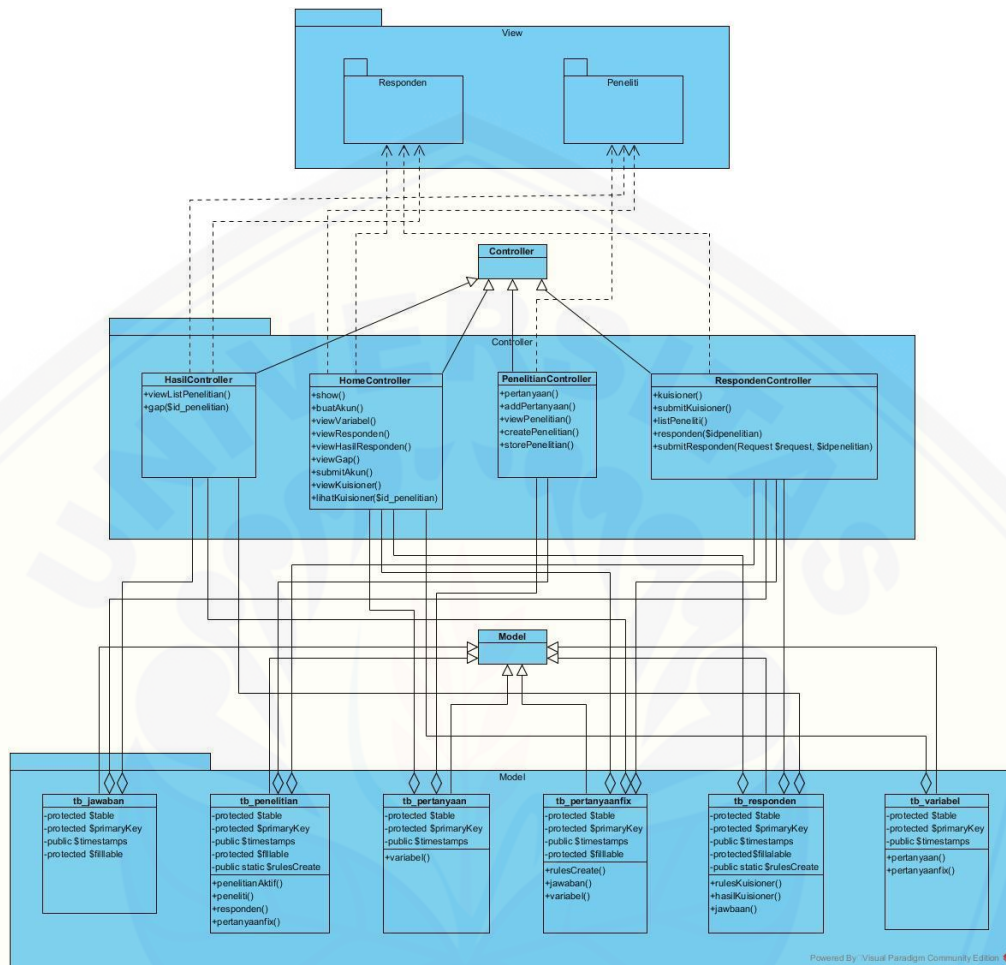 View
Responden
Peneliti
Controller
Controller
HasilController
+viewListPenelitian()
+gap($id_penelitian)
HomeController
+show()
+buatAkun()
+viewVariabel()
+viewResponden()
+viewHasilResponden()
+viewGap()
+submitAkun()
+viewKuisioner()
+lihatKuisioner($id_penelitian)
PenelitianController
+pertanyaan()
+addPertanyaan()
+viewPenelitian()
+createPenelitian()
+storePenelitian()
RespondenController
+kuisioner()
+submitKuisioner()
+listPeneliti()
+responden($idpenelitian)
+submitResponden(Request $request, $idpenelitian)
UNIVERSITAS
Model
Model
tb_jawaban
-protected $table
-protected $primaryKey
-public $timestamps
-protected $filllable
tb_penelitian
-protected $table
-protected $primaryKey
-public $timestamps
-protected $fillable
-public static $rulesCreate
+penelitianAktif()
+peneliti()
+responden()
+pertanyaanfix()
tb_pertanyaan
-protected $table
-protected $primaryKey
-public $timestamps
+variabel()
tb_pertanyaanfix
-protected $table
-protected $primaryKey
-public $timestamps
-protected $filllable
+rulesCreate()
+jawaban()
+variabel()
tb_responden
-protected $table
-protected $primaryKey
-public $timestamps
-protected$fillalable
-public static $rulesCreate
+rulesKuisioner()
+hasilKuisioner()
+jawbaan()
tb_variabel
-protected $table
-protected $primaryKey
-public $timestamps
+pertanyaan()
+pertanyaanfix()
Powered By Visual Paradigm Community Edition